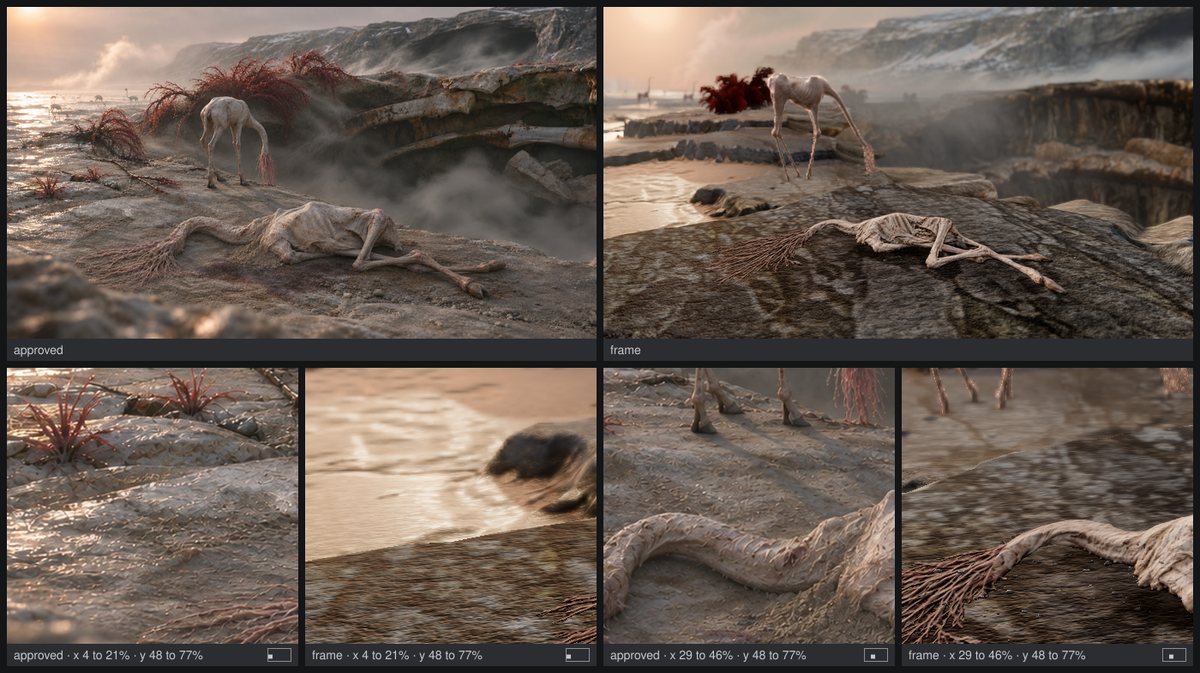 approved
frame
approved · x 4 to 21% · y 48 to 77%
frame · x 4 to 21% · y 48 to 77%
approved · x 29 to 46% · y 48 to 77%
frame · x 29 to 46% · y 48 to 77%